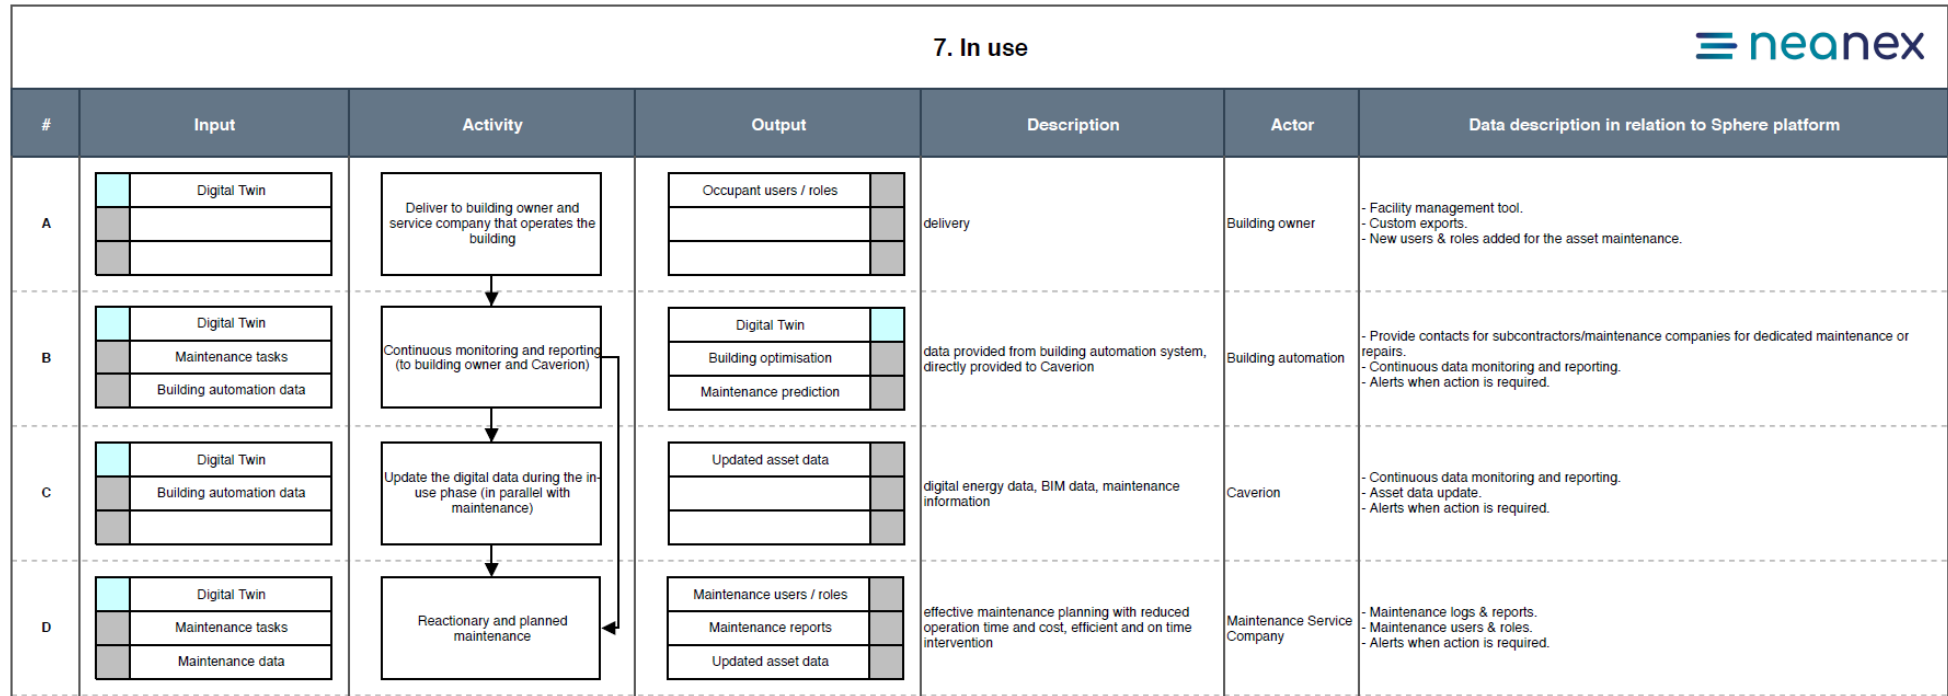 7. In use
neanex
#
Input
Activity
Output
Description
Actor
Data description in relation to Sphere platform
A
Digital Twin
Deliver to building owner and
service company that operates the
building
Occupant users / roles
delivery
Building owner
- Facility management tool.
- Custom exports.
- New users & roles added for the asset maintenance.
B
Digital Twin
Maintenance tasks
Building automation data
Continuous monitoring and reporting
(to building owner and Caverion)
Digital Twin
Building optimisation
Maintenance prediction
data provided from building automation system,
directly provided to Caverion
Building automation
- Provide contacts for subcontractors/maintenance companies for dedicated maintenance or
repairs.
- Continuous data monitoring and reporting.
- Alerts when action is required.
C
Digital Twin
Building automation data
Update the digital data during the in-
use phase (in parallel with
maintenance)
Updated asset data
digital energy data, BIM data, maintenance
information
Caverion
- Continuous data monitoring and reporting.
- Asset data update.
- Alerts when action is required.
D
Digital Twin
Maintenance tasks
Maintenance data
Reactionary and planned
maintenance
Maintenance users / roles
Maintenance reports
Updated asset data
effective maintenance planning with reduced
operation time and cost, efficient and on time
intervention
Maintenance Service
Company
- Maintenance logs & reports.
- Maintenance users & roles.
- Alerts when action is required.